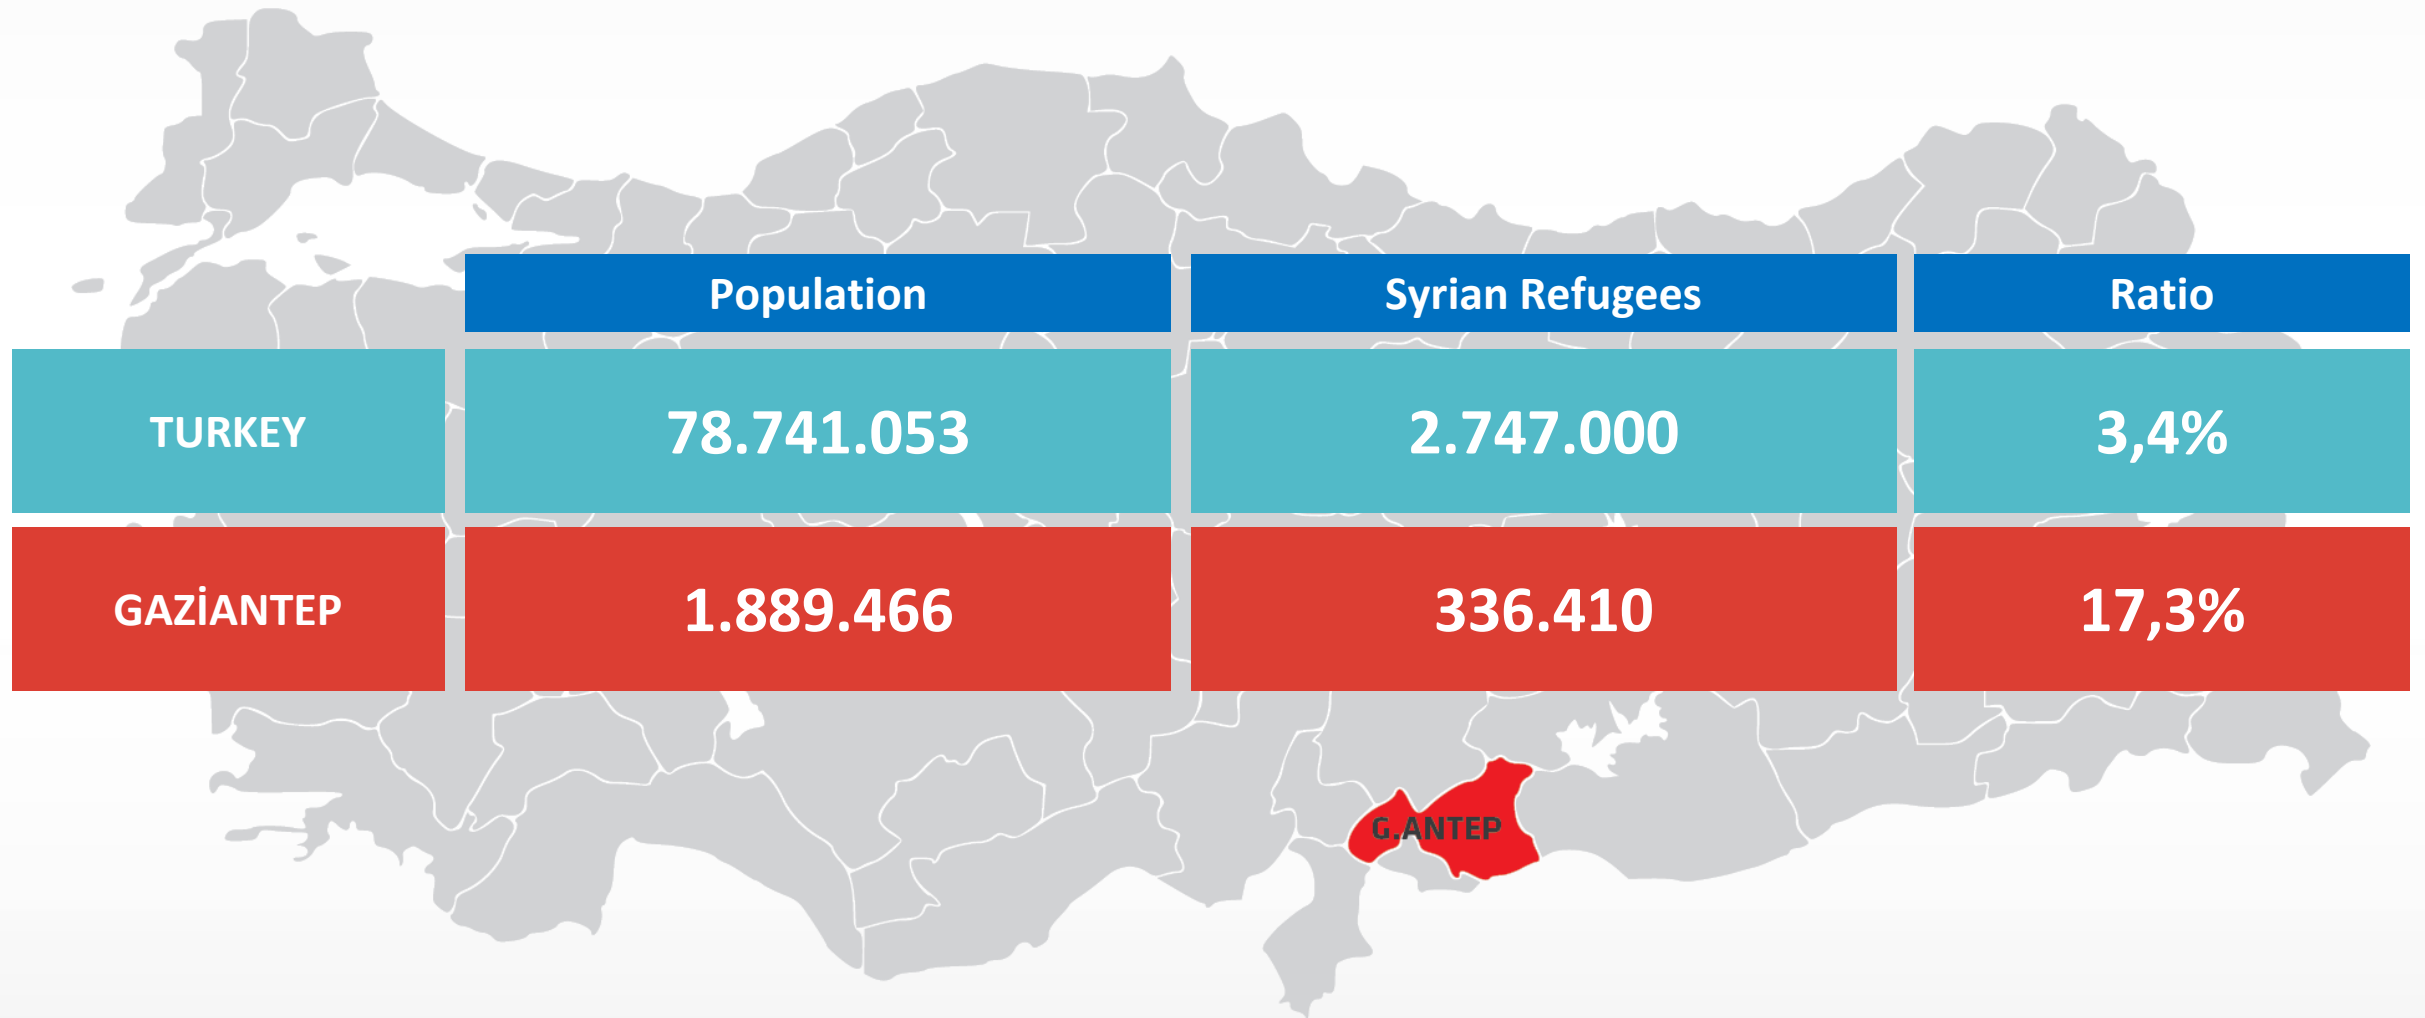 Population Syrian Refugees Ratio
TURKEY 78.741.053 2.747.000 3,4%
GAZİANTEP 1.889.466 336.410 17,3%
G.ANTEP